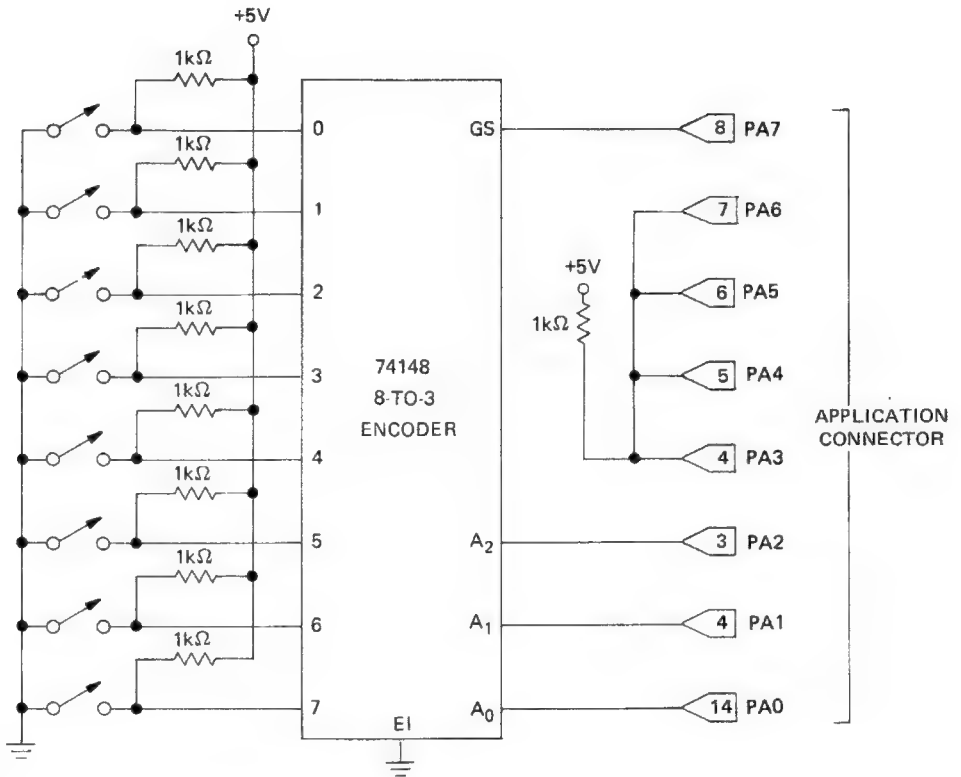 +5V
1kΩ
0
GS
8 PA7
1kΩ
1
7 PA6
1kΩ
2
+5V
6 PA5
1kΩ
1kΩ
3
74148
8-TO-3
ENCODER
5 PA4
APPLICATION
CONNECTOR
1kΩ
4
4 PA3
1kΩ
5
A2
3 PA2
1kΩ
6
A1
4 PA1
1kΩ
7
EI
A0
14 PA0